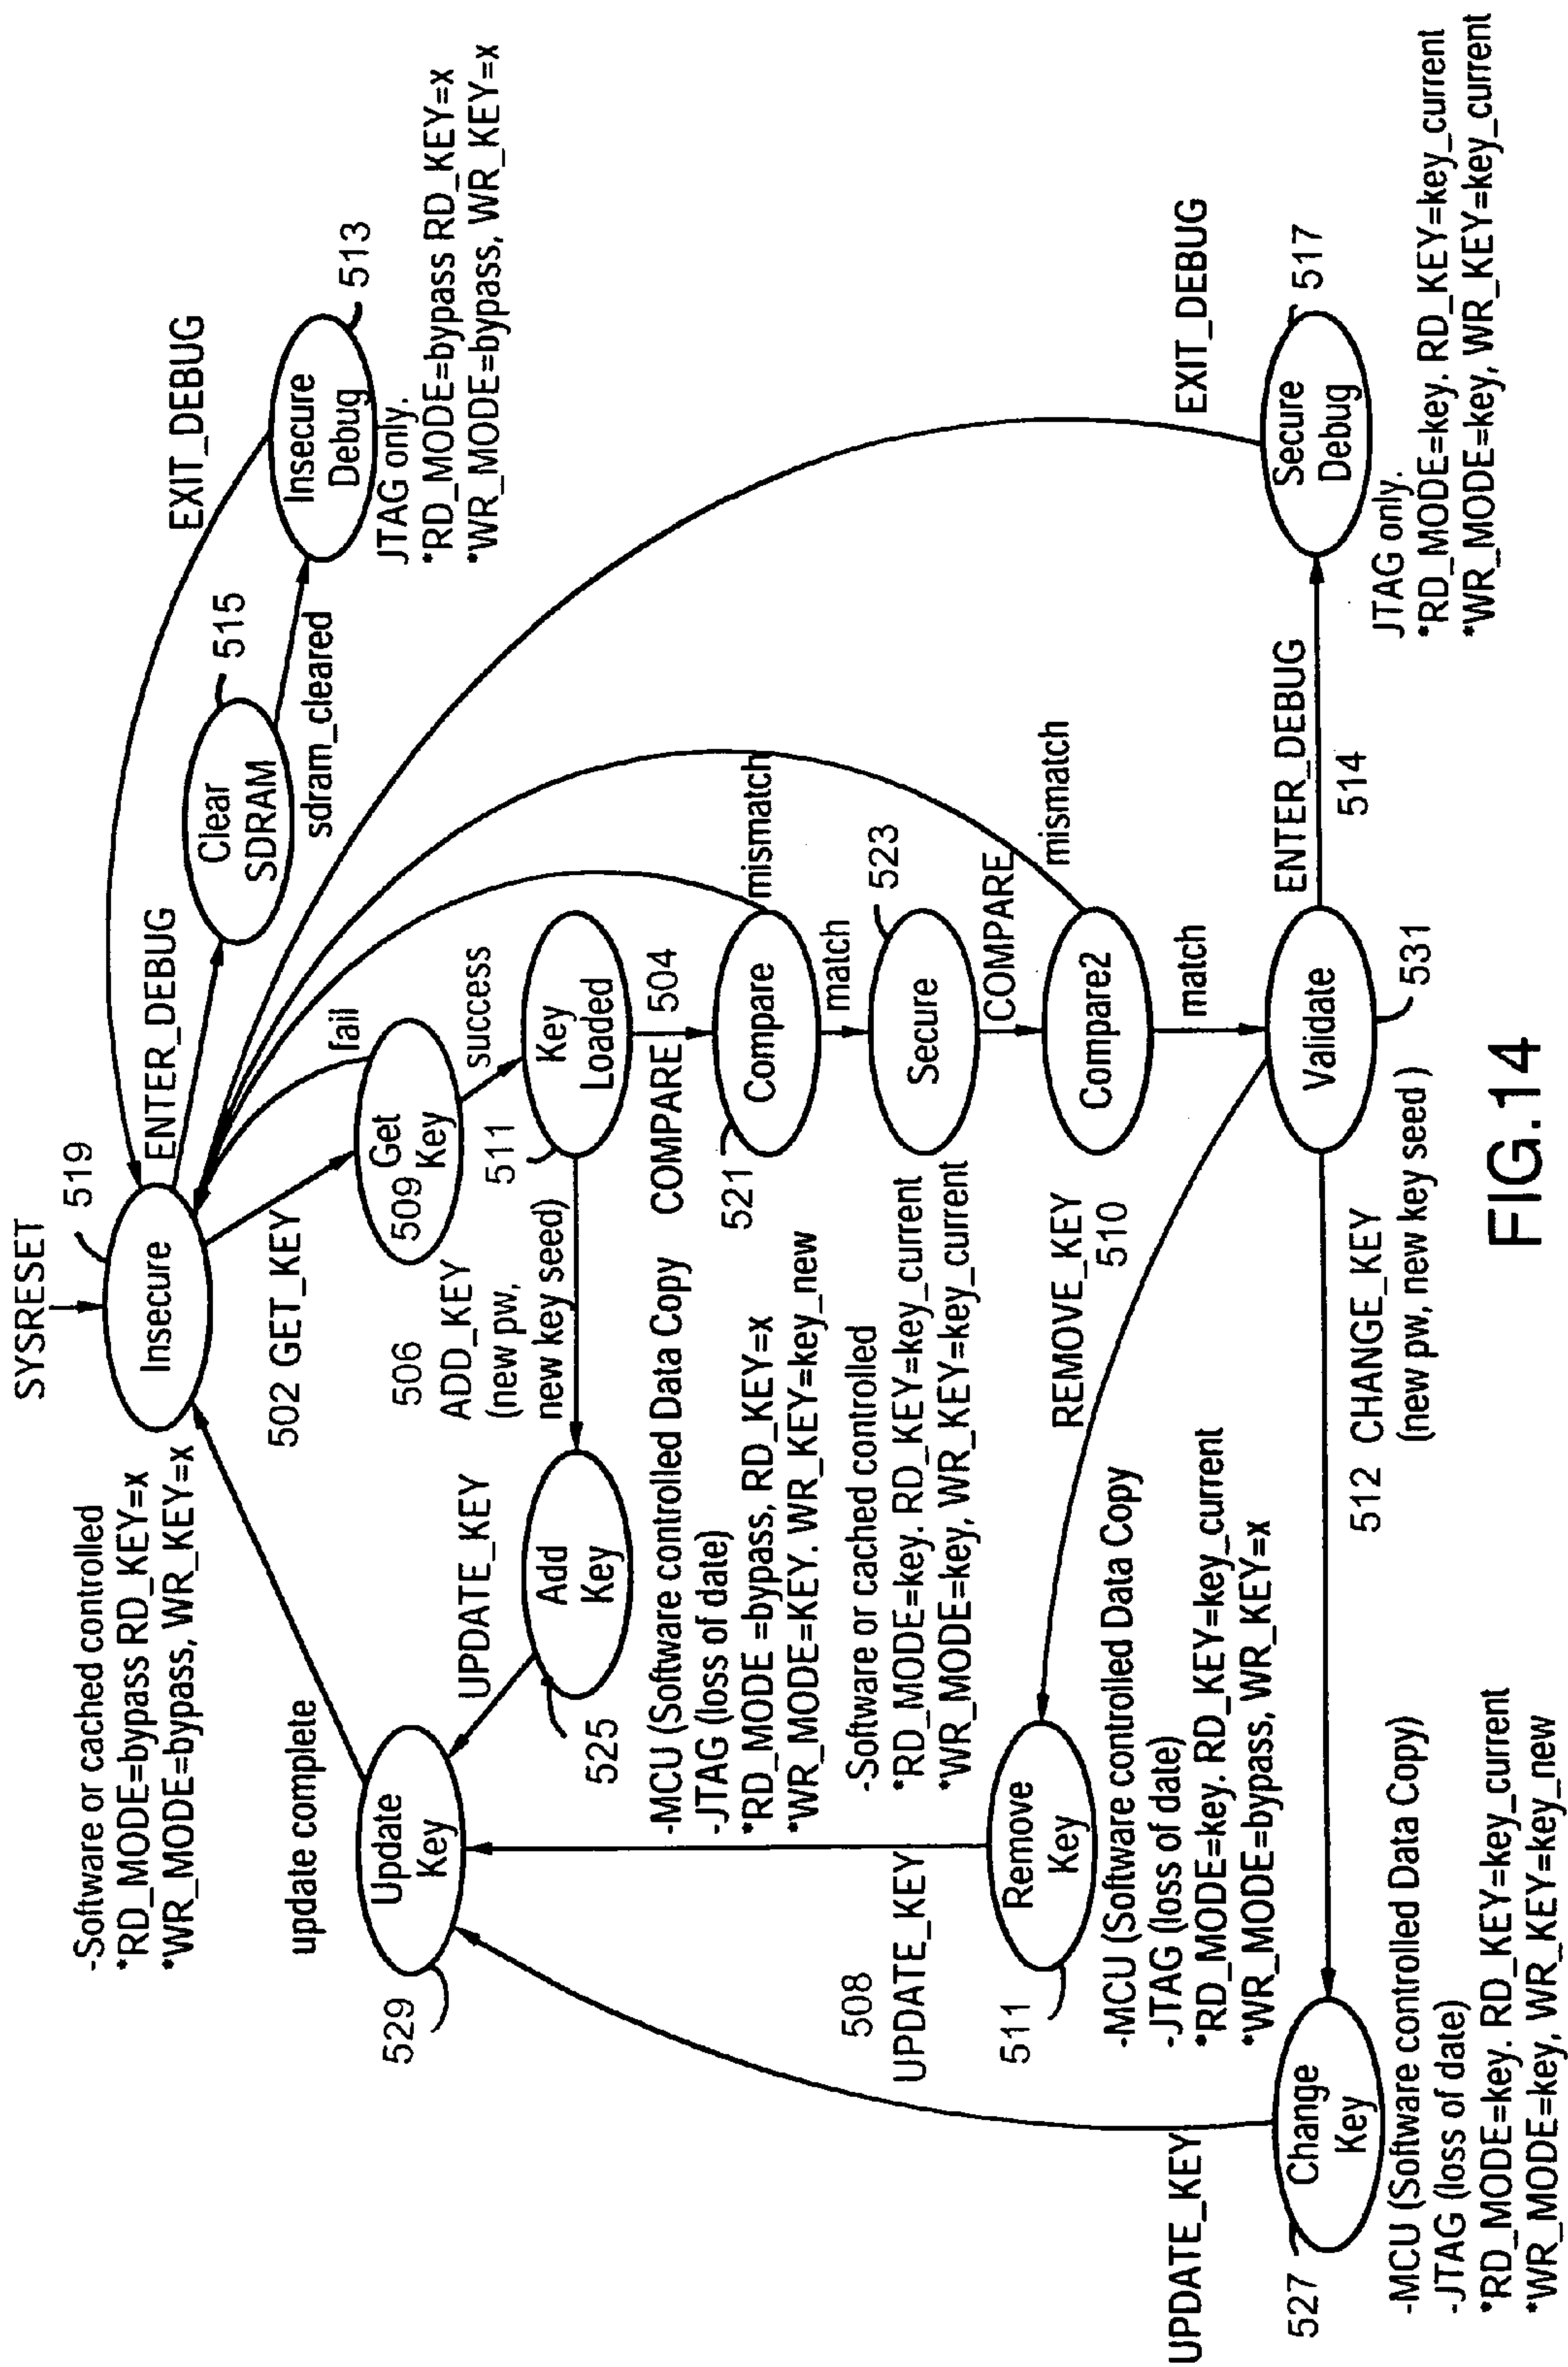 SYSRESET
519
Insecure
-Software or cached controlled
*RD_MODE=bypass RD_KEY=x
*WR_MODE=bypass, WR_KEY=x
ENTER_DEBUG
Clear
SDRAM
515
sdram_cleared
EXIT_DEBUG
Insecure
Debug
513
JTAG only.
*RD_MODE=bypass RD_KEY=x
*WR_MODE=bypass, WR_KEY=x
502 GET_KEY
fail
Get
Key
509
success
Key
Loaded
511
506
ADD_KEY
(new pw,
new key seed)
Add
Key
525
UPDATE_KEY
Update
Key
529
update complete
-MCU (Software controlled Data Copy
-JTAG (loss of date)
*RD_MODE =bypass, RD_KEY=x
*WR_MODE=KEY. WR_KEY=key_new
COMPARE
504
Compare
521
mismatch
match
Secure
523
-Software or cached controlled
*RD_MODE=key. RD_KEY=key_current
*WR_MODE=key, WR_KEY=key_current
COMPARE
Compare2
mismatch
match
Validate
531
ENTER_DEBUG
514
Secure
Debug
517
EXIT_DEBUG
JTAG only.
*RD_MODE=key. RD_KEY=key_current
*WR_MODE=key, WR_KEY=key_current
REMOVE_KEY
510
Remove
Key
511
508
UPDATE_KEY
-MCU (Software controlled Data Copy
-JTAG (loss of date)
*RD_MODE=key. RD_KEY=key_current
*WR_MODE=bypass, WR_KEY=x
512 CHANGE_KEY
(new pw, new key seed )
Change
Key
527
UPDATE_KEY
-MCU (Software controlled Data Copy)
-JTAG (loss of date)
*RD_MODE=key. RD_KEY=key_current
*WR_MODE=key, WR_KEY=key_new
FIG.14